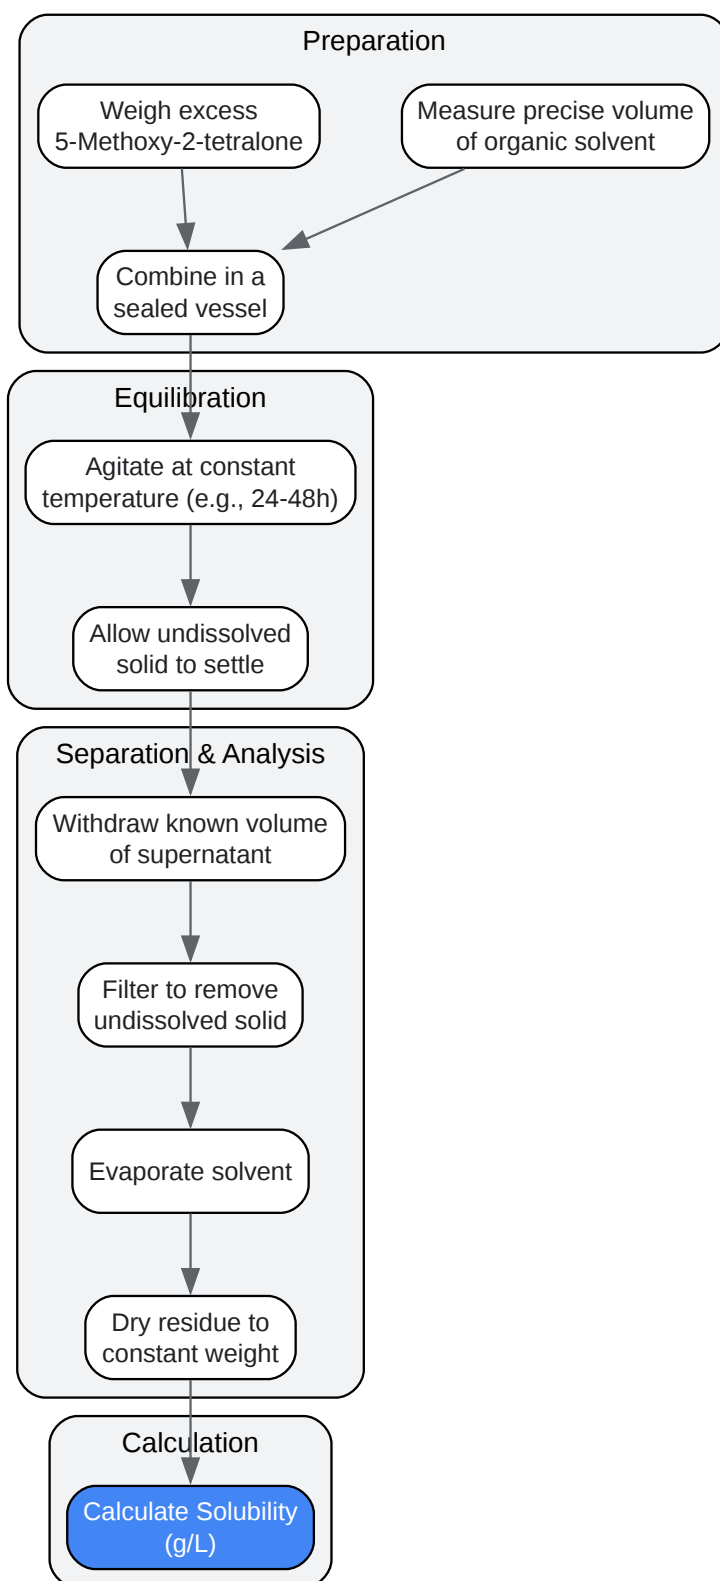 Preparation
Weigh excess
5-Methoxy-2-tetralone
Measure precise volume
of organic solvent
Combine in a
sealed vessel
Equilibration
Agitate at constant
temperature (e.g., 24-48h)
Allow undissolved
solid to settle
Separation & Analysis
Withdraw known volume
of supernatant
Filter to remove
undissolved solid
Evaporate solvent
Dry residue to
constant weight
Calculation
Calculate Solubility
(g/L)